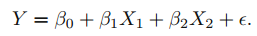 Y = β₀ + β₁X₁ + β₂X₂ + ϵ.